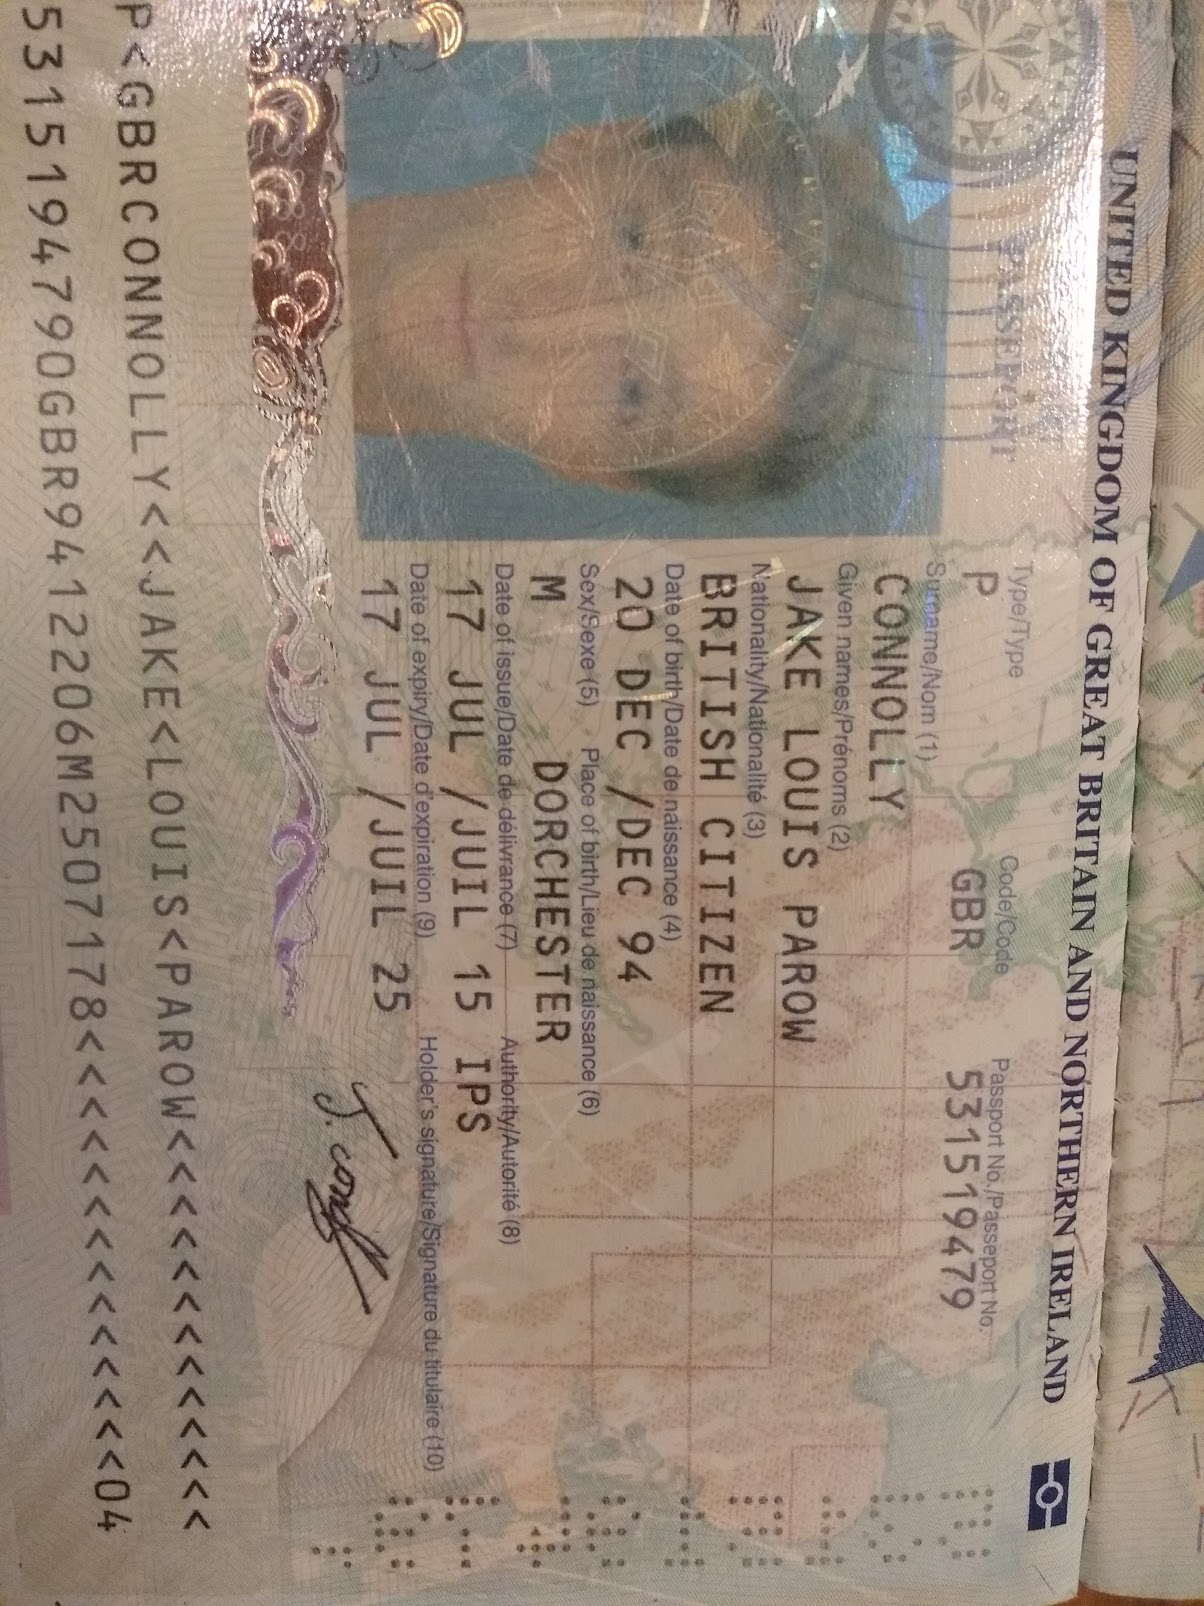 UNITED KINGDOM OF GREAT BRITAIN AND NORTHERN IRELAND
PASSEPORT
Type/Type Code/Code Passport No./Passeport No.
P GBR 531519479
Surname/Nom (1)
CONNOLLY
Given names/Prénoms (2)
JAKE LOUIS PAROW
Nationality/Nationalité (3)
BRITISH CITIZEN
Date of birth/Date de naissance (4)
20 DEC /DEC 94
Sex/Sexe (5) Place of birth/Lieu de naissance (6)
M DORCHESTER
Date of issue/Date de délivrance (7) Authority/Autorité (8)
17 JUL /JUIL 15 IPS
Date of expiry/Date d'expiration (9) Holder's signature/Signature du titulaire (10)
17 JUL /JUIL 25
P<GBRCONNOLLY<<JAKE<LOUIS<PAROW<<<<<<<<<<<<<
5315194790GBR9412206M2507178<<<<<<<<<<<<<<04